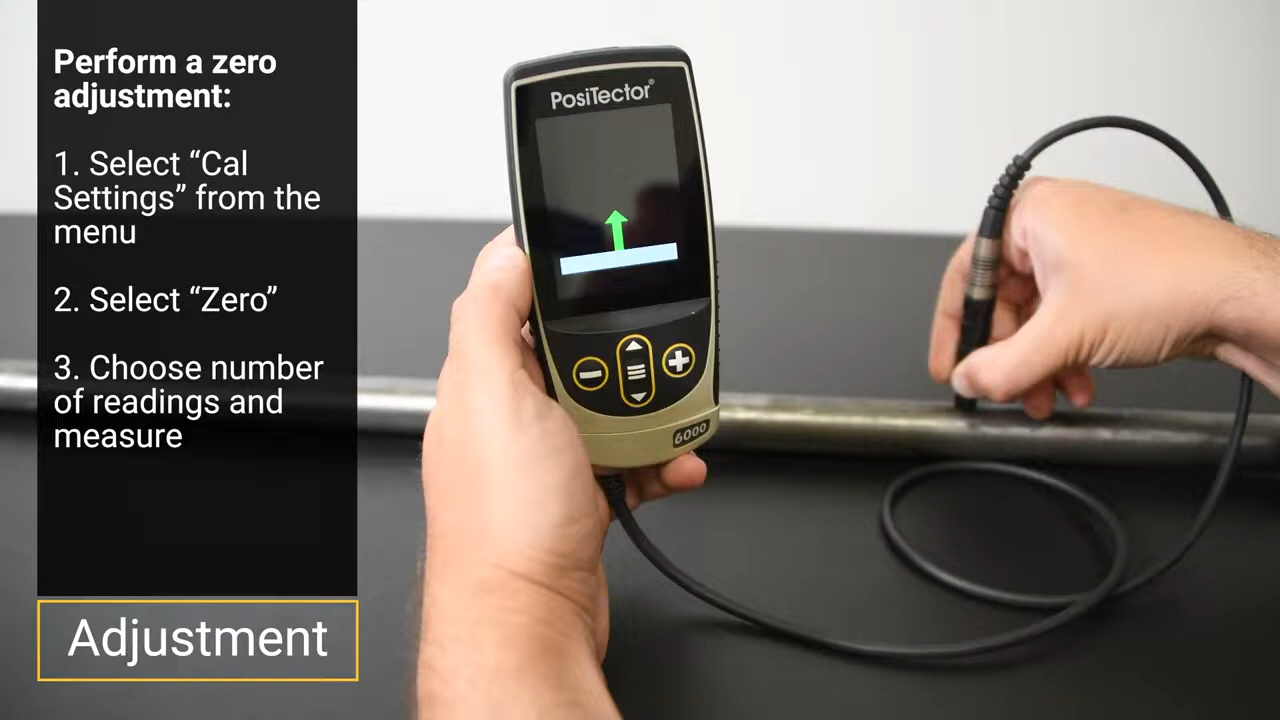 Perform a zero
adjustment:
1. Select “Cal
Settings” from the
menu
2. Select “Zero”
3. Choose number
of readings and
measure
Adjustment
PosiTector®
6000